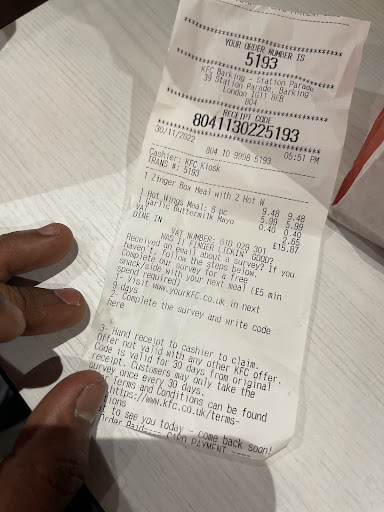 YOUR ORDER NUMBER IS
5193
KFC Barking - Station Parade
39 Station Parade, Barking
London IG11 8EB
804
RECEIPT CODE
8041130225193
30/11/2022 804 10 9908 5193 05:51 PM
Cashier: KFC Kiosk
TRANS #: 5193
1 Zinger Box Meal with 2 Hot W 9.48 9.48
1 Hot Wings Meal: 6 pc 5.99 5.99
1 Garlic Buttermilk Mayo 0.40 0.40
VAT 2.65
DINE IN £15.87
VAT NUMBER: 010 029 301
WAS IT FINGER LICKIN' GOOD?
Received an email about a survey? If you
haven't, follow the steps below.
Complete our survey for a free
snack/side with your next meal (£5 min
spend required)
1- Visit www.yourKFC.co.uk in next
9 days
2- Complete the survey and write code
here
3- Hand receipt to cashier to claim.
Offer not valid with any other KFC offer.
Code is valid for 30 days from original
receipt. Customers may only take the
survey once every 30 days.
Terms and Conditions can be found
https://www.kfc.co.uk/terms-
to see you today - come back soon!
Order Paid---- CARD PAYMENT ----